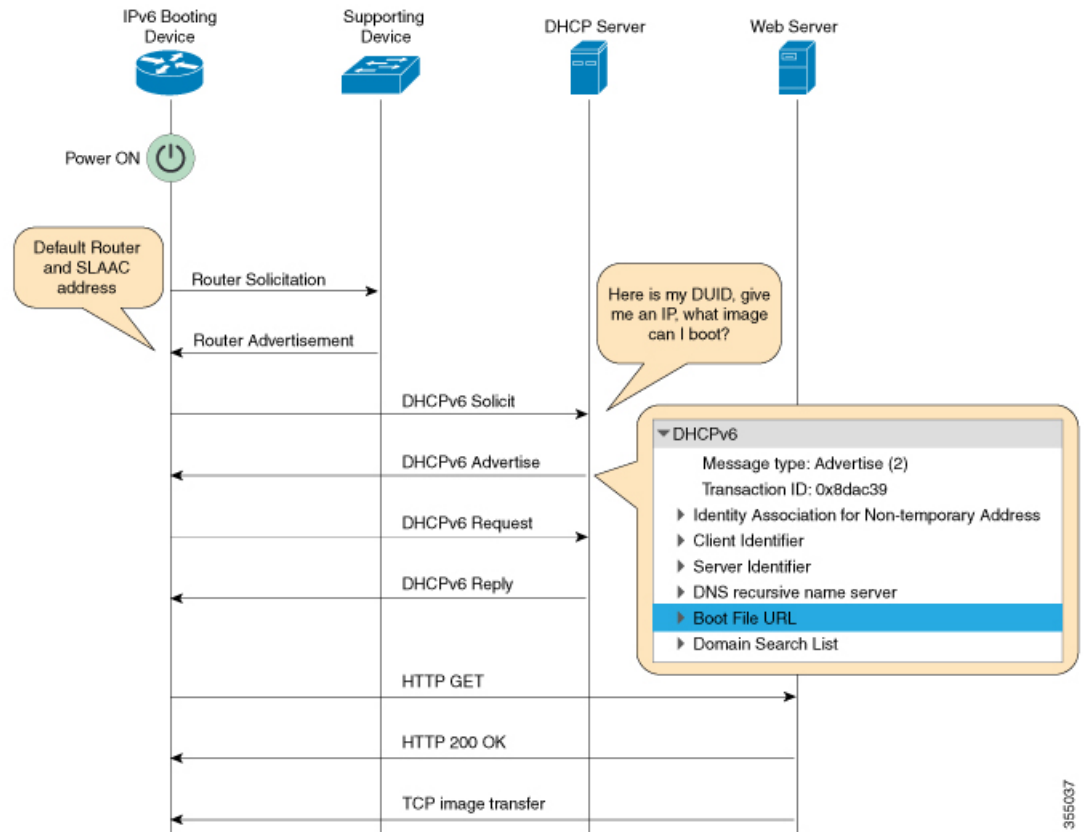 IPv6 Booting
Device
Supporting
Device
DHCP Server
Web Server
Power ON
Default Router
and SLAAC
address
Router Solicitation
Here is my DUID, give
me an IP, what image
can I boot?
Router Advertisement
DHCPv6 Solicit
DHCPv6
Message type: Advertise (2)
Transaction ID: 0x8dac39
Identity Association for Non-temporary Address
Client Identifier
Server Identifier
DNS recursive name server
Boot File URL
Domain Search List
DHCPv6 Advertise
DHCPv6 Request
DHCPv6 Reply
HTTP GET
HTTP 200 OK
TCP image transfer
355037